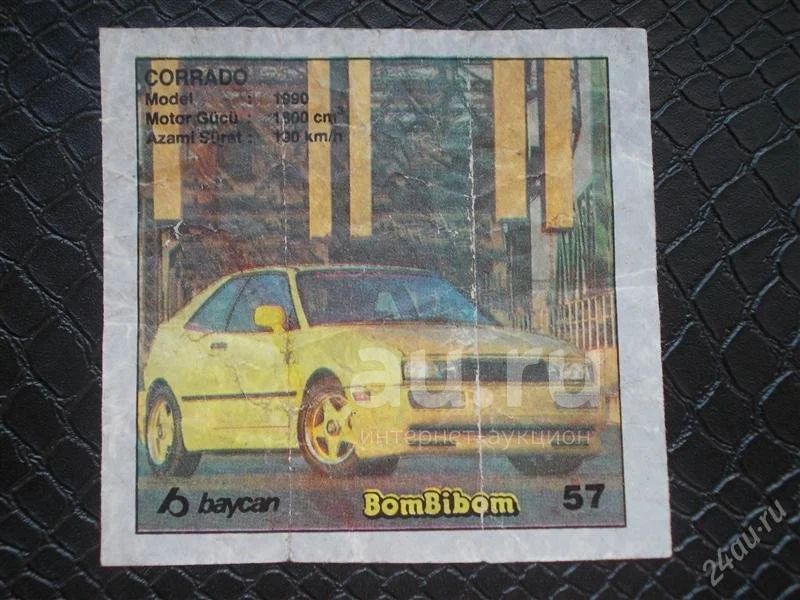 CORRADO
Model : 1990
Motor Gücü : 1800 cm³
Azami Sürat : 130 km/h
au.ru
интернет-аукцион
baycan
BomBibom
57
24au.ru